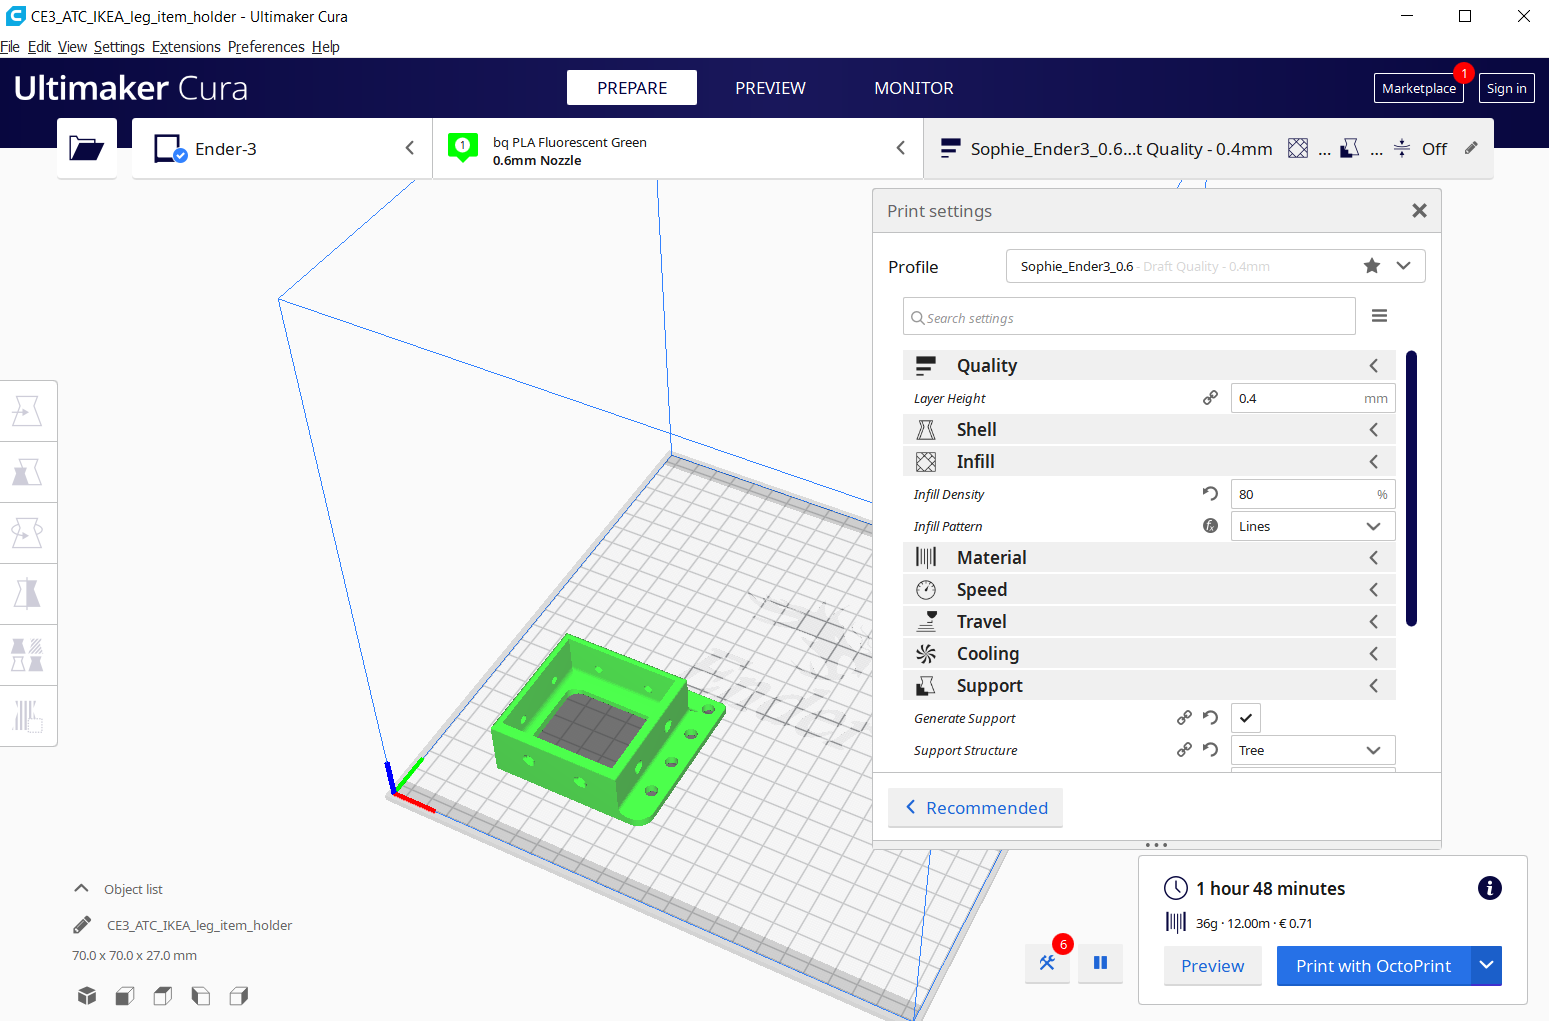 CE3_ATC_IKEA_leg_item_holder - Ultimaker Cura
File Edit View Settings Extensions Preferences Help
Ultimaker Cura
PREPARE PREVIEW MONITOR
Marketplace 1 Sign in
Ender-3
1 bq PLA Fluorescent Green
0.6mm Nozzle
Sophie_Ender3_0.6...t Quality - 0.4mm ... ... Off
Print settings
Profile Sophie_Ender3_0.6 - Draft Quality - 0.4mm
Search settings
Quality
Layer Height 0.4 mm
Shell
Infill
Infill Density 80 %
Infill Pattern fx Lines
Material
Speed
Travel
Cooling
Support
Generate Support
Support Structure Tree
Recommended
Object list
CE3_ATC_IKEA_leg_item_holder
70.0 x 70.0 x 27.0 mm
6
1 hour 48 minutes
36g · 12.00m · € 0.71
Preview Print with OctoPrint